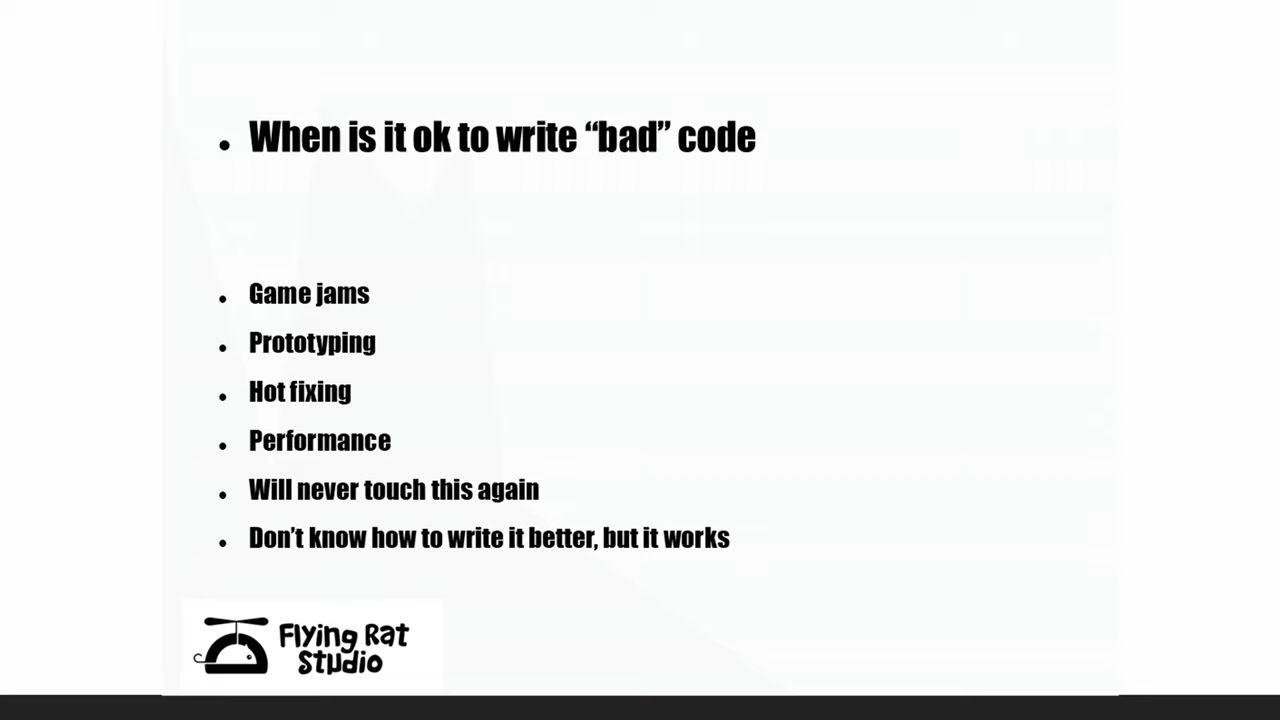 • When is it ok to write “bad” code
• Game jams
• Prototyping
• Hot fixing
• Performance
• Will never touch this again
• Don’t know how to write it better, but it works
Flying Rat
Studio